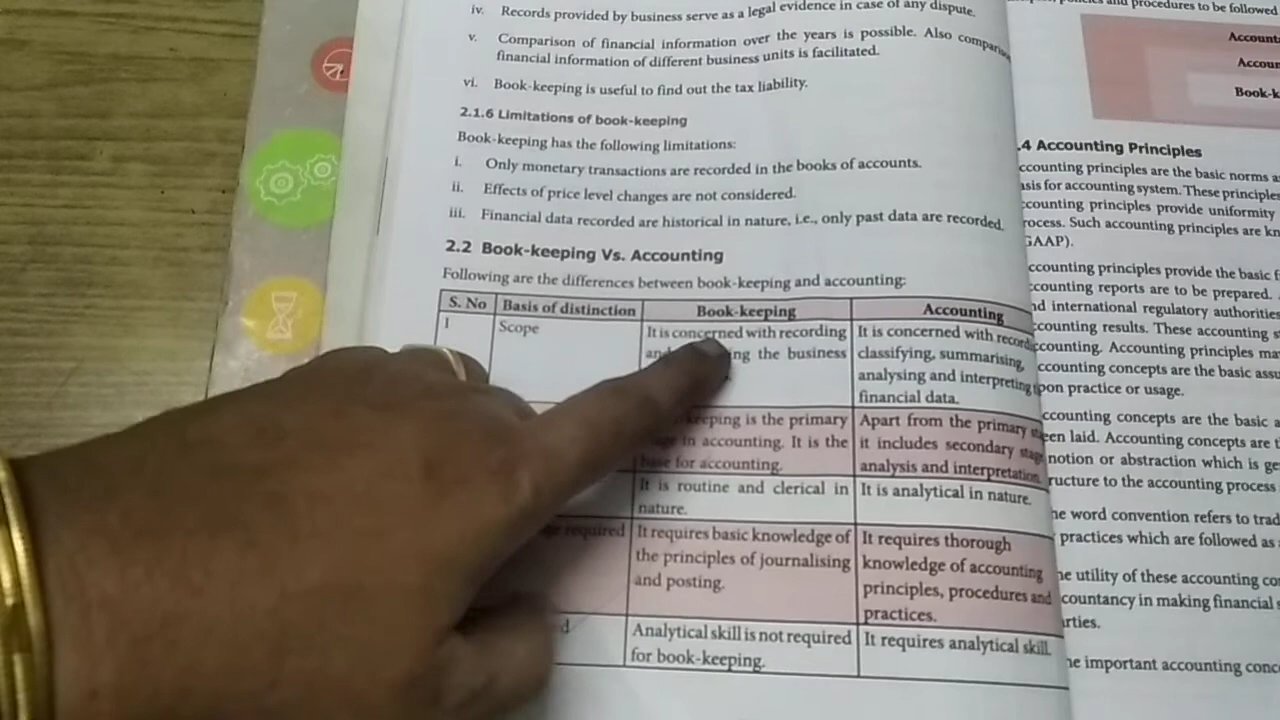 iv. Records provided by business serve as a legal evidence in case of any dispute.
v. Comparison of financial information over the years is possible. Also
financial information of different business units is facilitated.
vi. Book-keeping is useful to find out the tax liability.
2.1.6 Limitations of book-keeping
Book-keeping has the following limitations:
i. Only monetary transactions are recorded in the books of accounts.
ii. Effects of price level changes are not considered.
iii. Financial data recorded are historical in nature, i.e., only past data are recorded.
2.2 Book-keeping Vs. Accounting
Following are the differences between book-keeping and accounting:
S. No Basis of distinction Book-keeping Accounting
1 Scope
It is concerned with recording
the business
It is concerned with
classifying, summarising,
analysing and interpreting
financial data.
is the primary
in accounting. It is the
base for accounting.
Apart from the primary
it includes secondary
analysis and interpretation.
It is routine and clerical in
nature.
It is analytical in nature.
required
It requires basic knowledge of
the principles of journalising
and posting.
It requires thorough
knowledge of accounting
principles, procedures and
practices.
Analytical skill is not required
for book-keeping.
It requires analytical skill.
and procedures to be followed
Book-k
.4 Accounting Principles
ccounting principles are the basic norms
asis for accounting system. These principles
ccounting principles provide uniformity
rocess. Such accounting principles are
GAAP).
ccounting principles provide the basic
ccounting reports are to be prepared.
nd international regulatory authorities
ccounting results. These accounting
ccounting. Accounting principles
ccounting concepts are the basic
upon practice or usage.
ccounting concepts are the basic
een laid. Accounting concepts are
notion or abstraction which is
ructure to the accounting process
he word convention refers to
practices which are followed as
he utility of these accounting
countancy in making financial
rties.
he important accounting